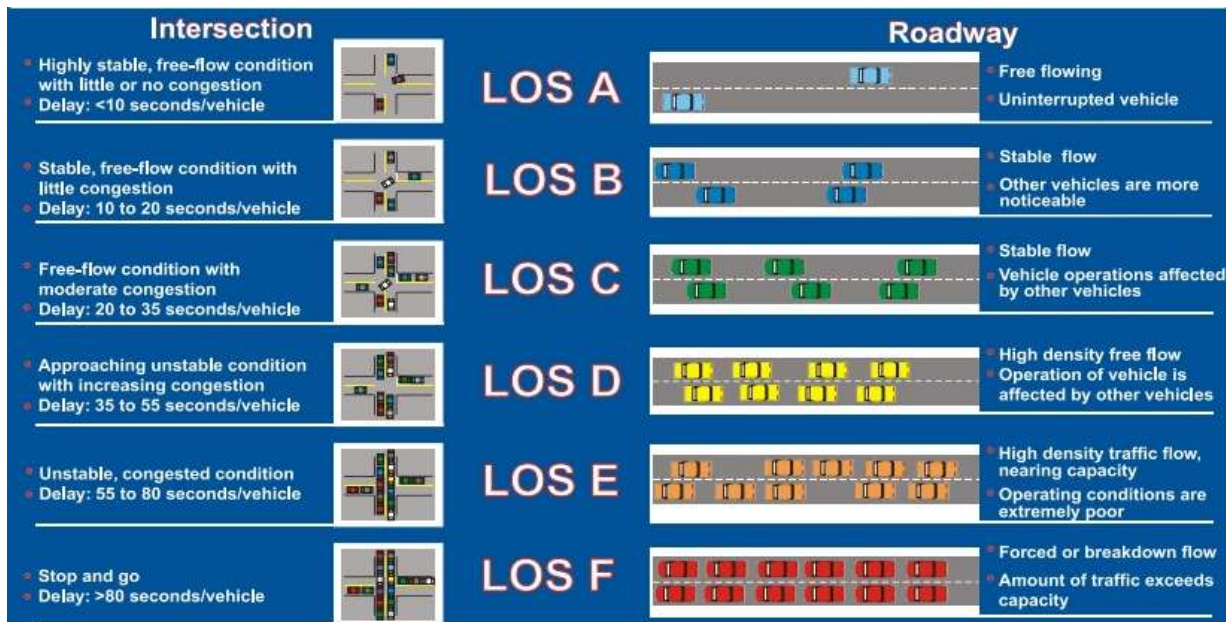 Intersection
Roadway
Highly stable, free-flow condition
with little or no congestion
Delay: <10 seconds/vehicle
LOS A
Free flowing
Uninterrupted vehicle
Stable, free-flow condition with
little congestion
Delay: 10 to 20 seconds/vehicle
LOS B
Stable flow
Other vehicles are more
noticeable
Free-flow condition with
moderate congestion
Delay: 20 to 35 seconds/vehicle
LOS C
Stable flow
Vehicle operations affected
by other vehicles
Approaching unstable condition
with increasing congestion
Delay: 35 to 55 seconds/vehicle
LOS D
High density free flow
Operation of vehicle is
affected by other vehicles
Unstable, congested condition
Delay: 55 to 80 seconds/vehicle
LOS E
High density traffic flow,
nearing capacity
Operating conditions are
extremely poor
Stop and go
Delay: >80 seconds/vehicle
LOS F
Forced or breakdown flow
Amount of traffic exceeds
capacity